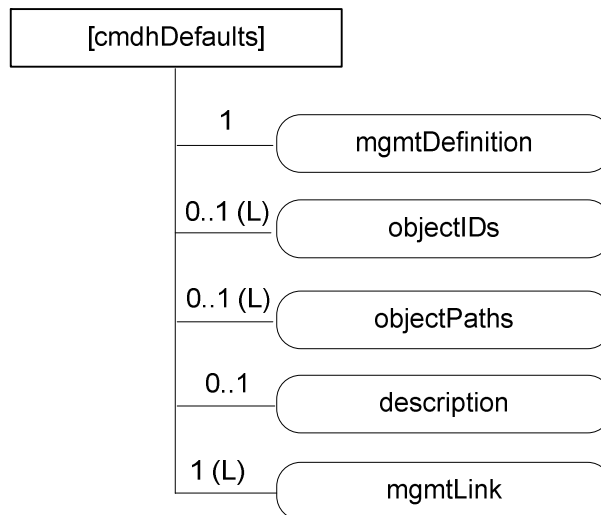 [cmdhDefaults]
1
mgmtDefinition
0..1 (L)
objectIDs
0..1 (L)
objectPaths
0..1
description
1 (L)
mgmtLink